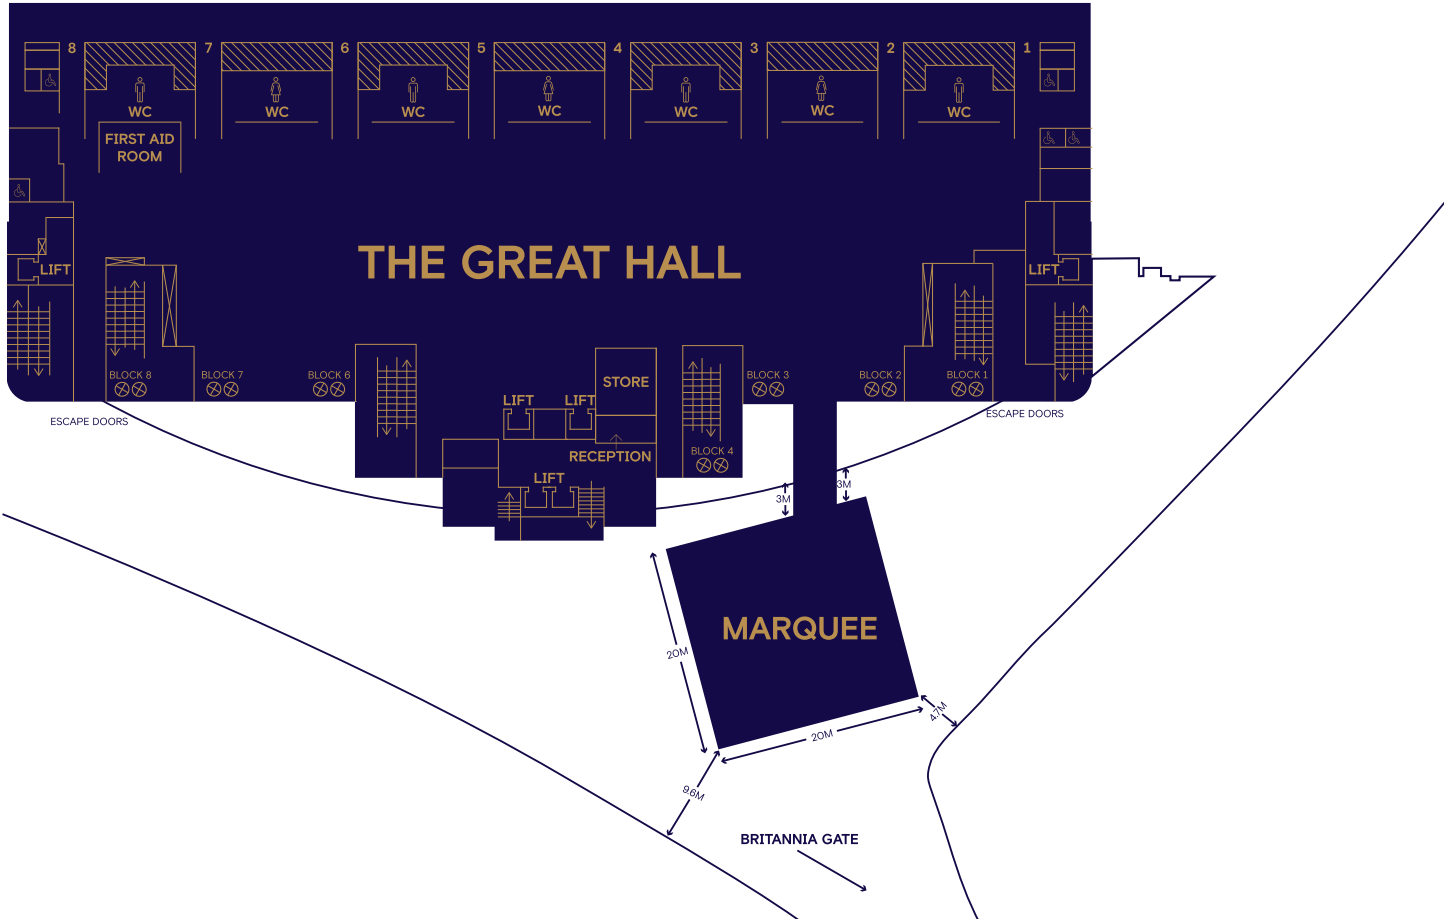 8
7
6
5
4
3
2
1
WC
WC
WC
WC
WC
WC
WC
FIRST AID
ROOM
THE GREAT HALL
LIFT
LIFT
BLOCK 8
BLOCK 7
BLOCK 6
STORE
BLOCK 3
BLOCK 2
BLOCK 1
LIFT
LIFT
ESCAPE DOORS
ESCAPE DOORS
RECEPTION
BLOCK 4
LIFT
3M
3M
MARQUEE
20M
20M
4.7M
9.6M
BRITANNIA GATE